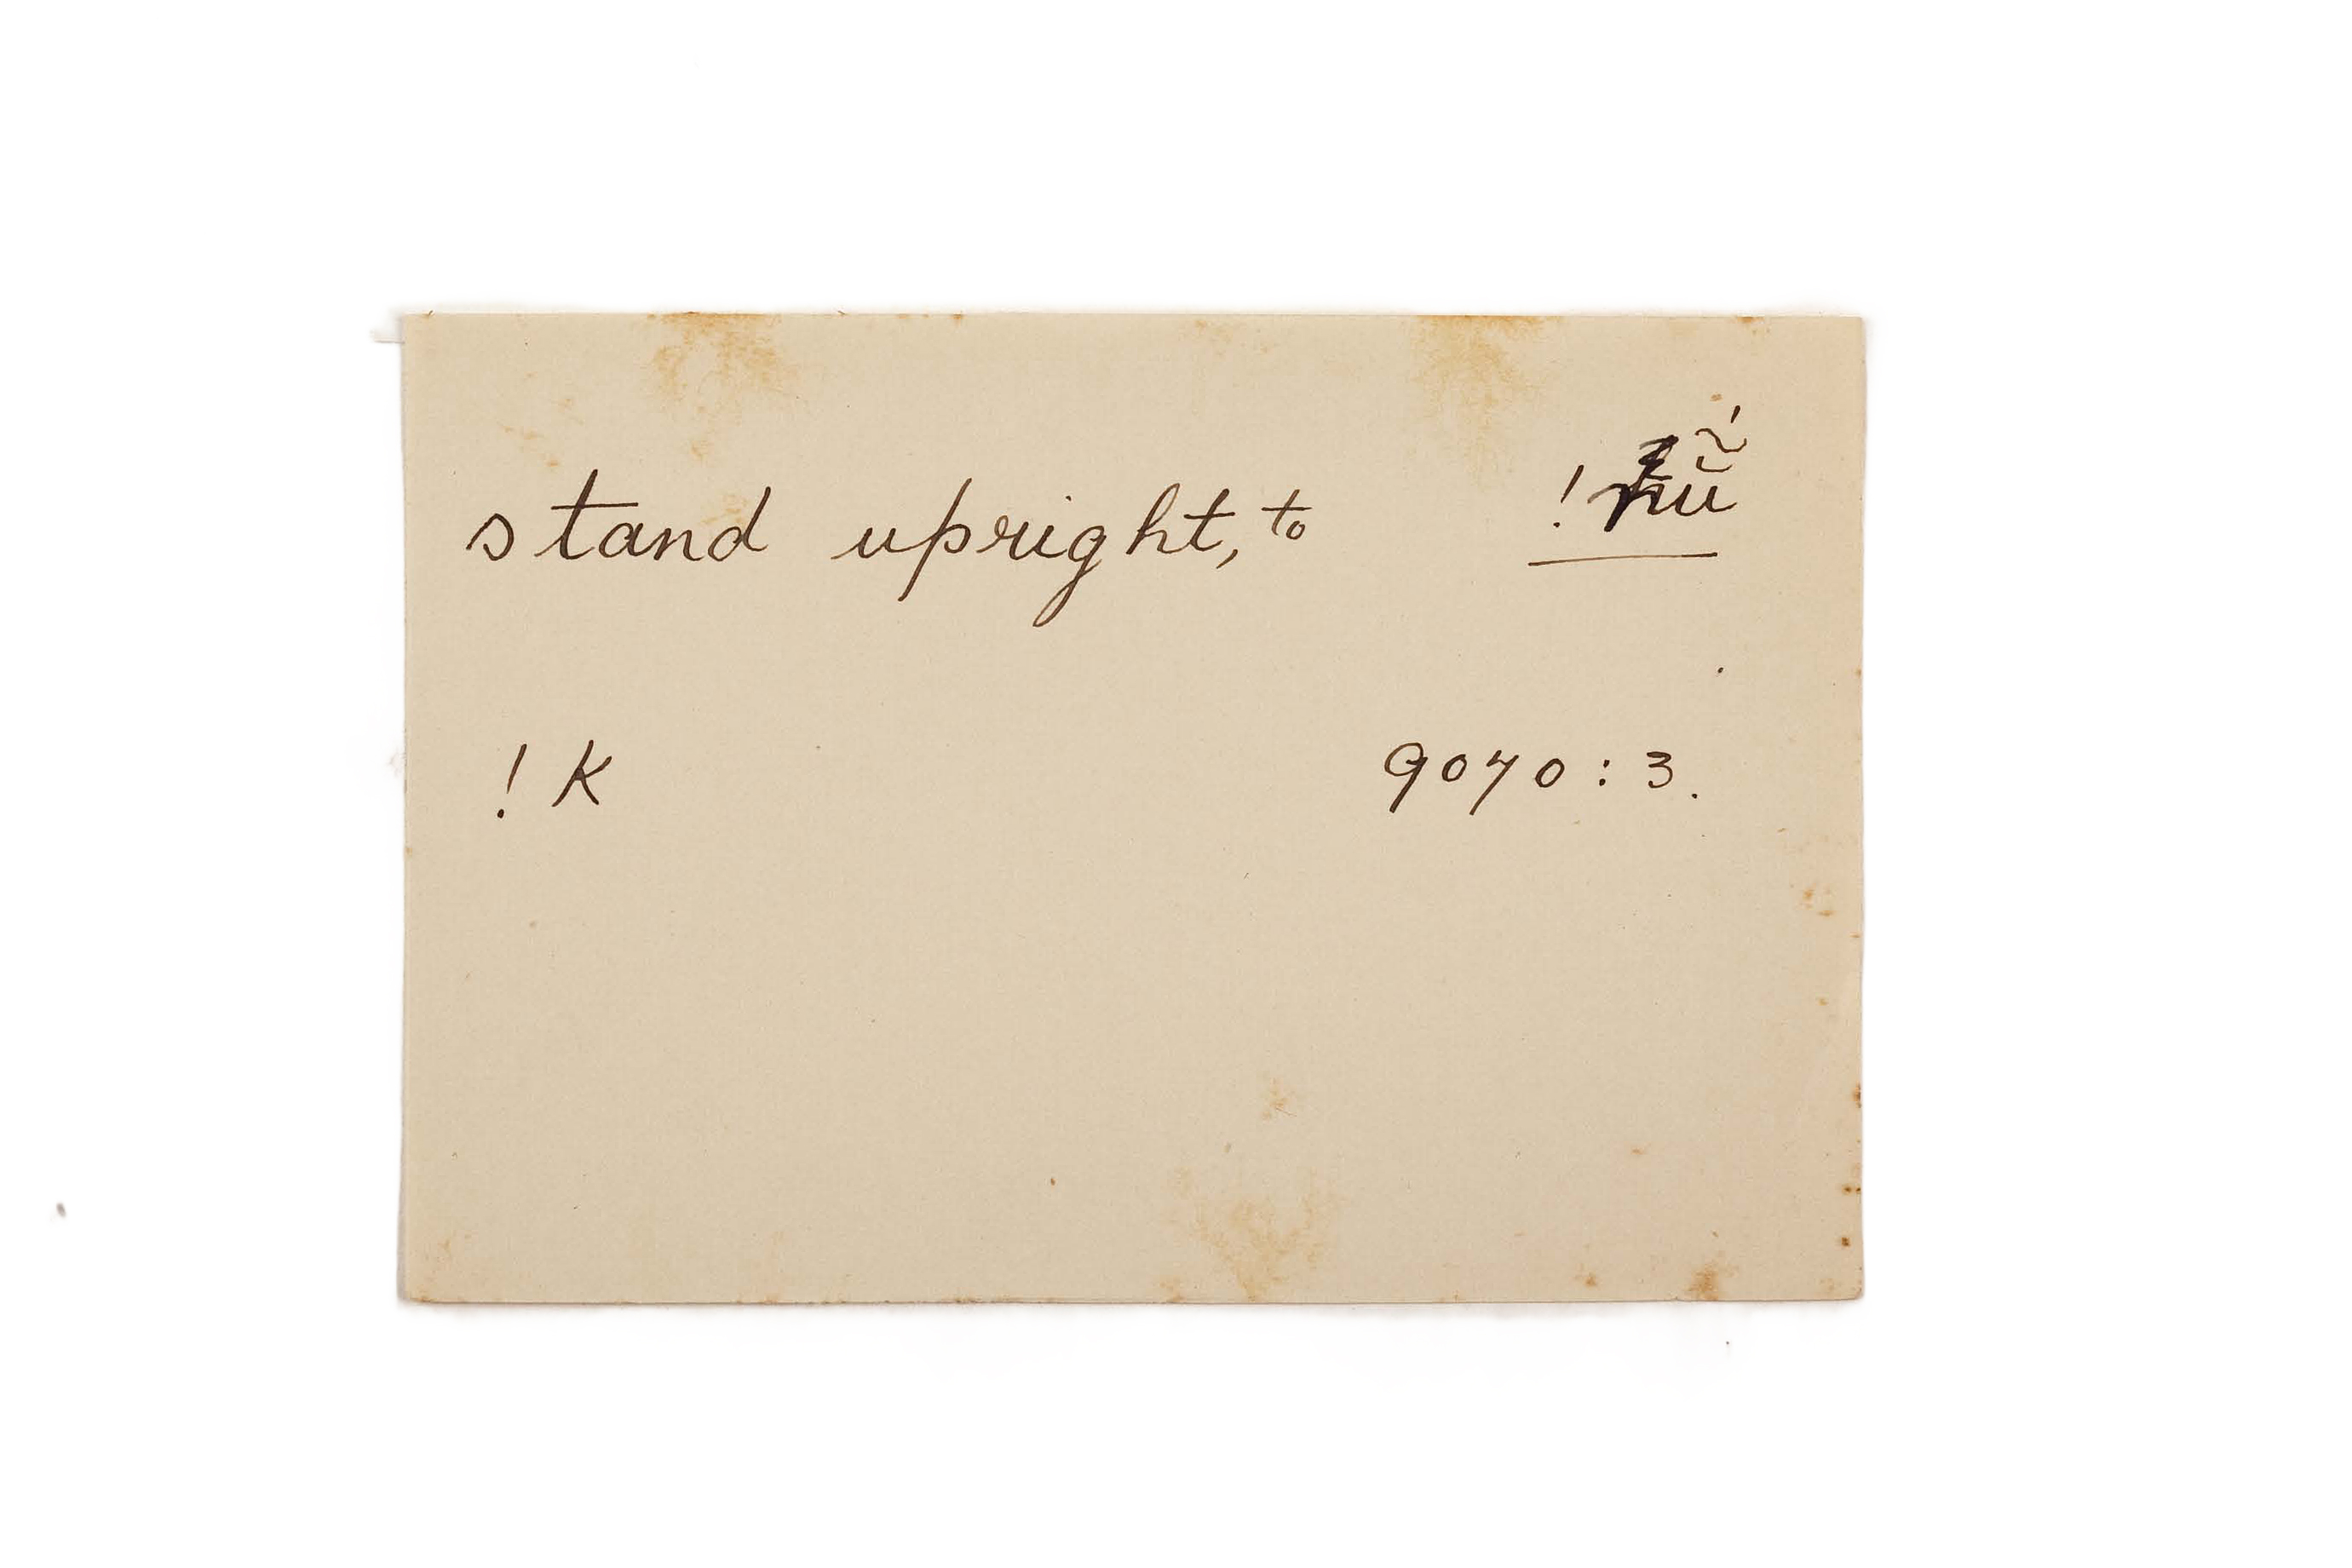 stand upright, to
! K 9070 : 3.